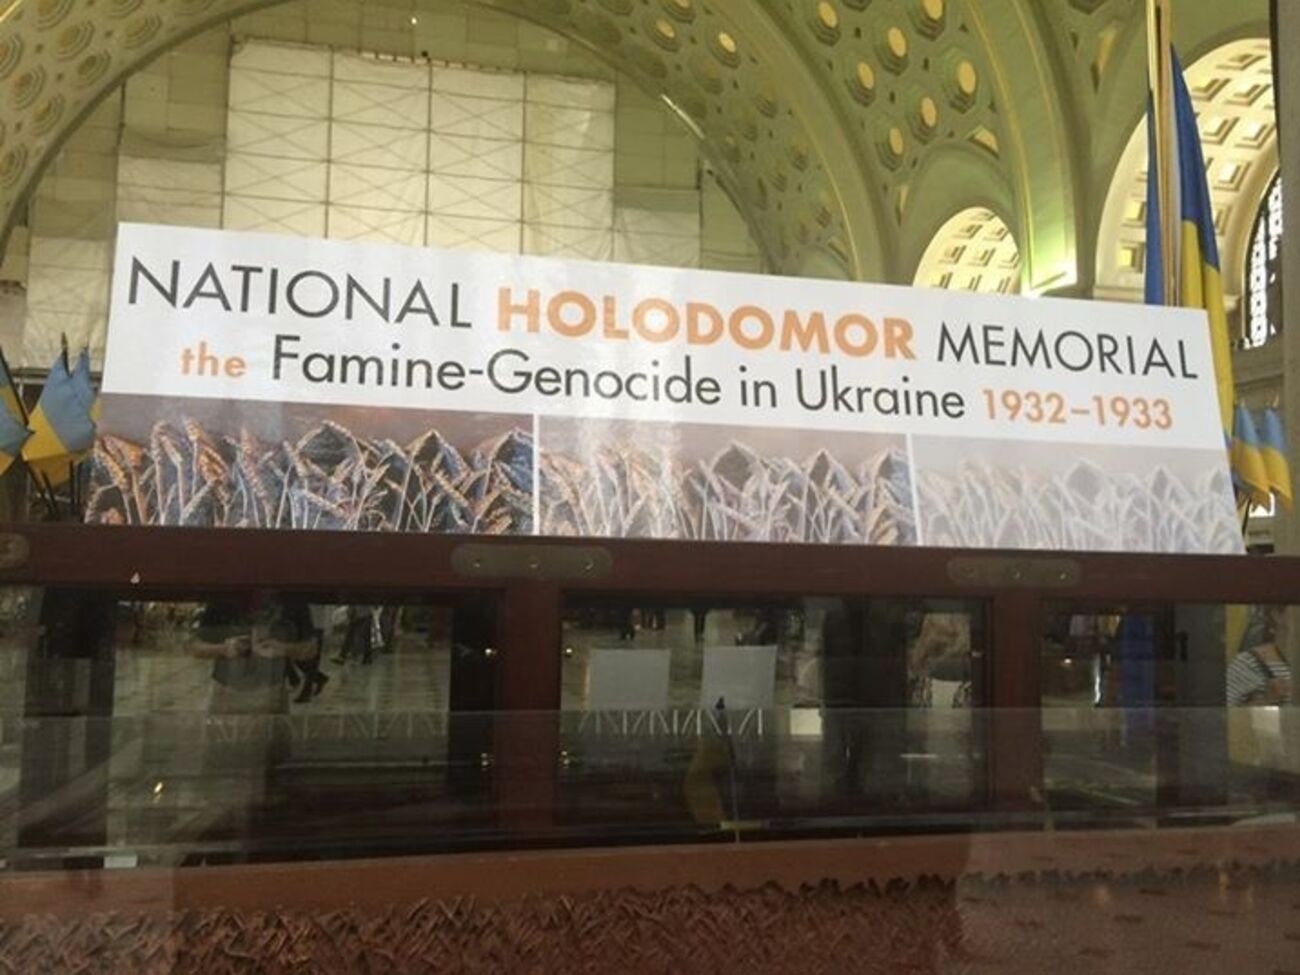 NATIONAL HOLODOMOR MEMORIAL
the Famine-Genocide in Ukraine 1932–1933